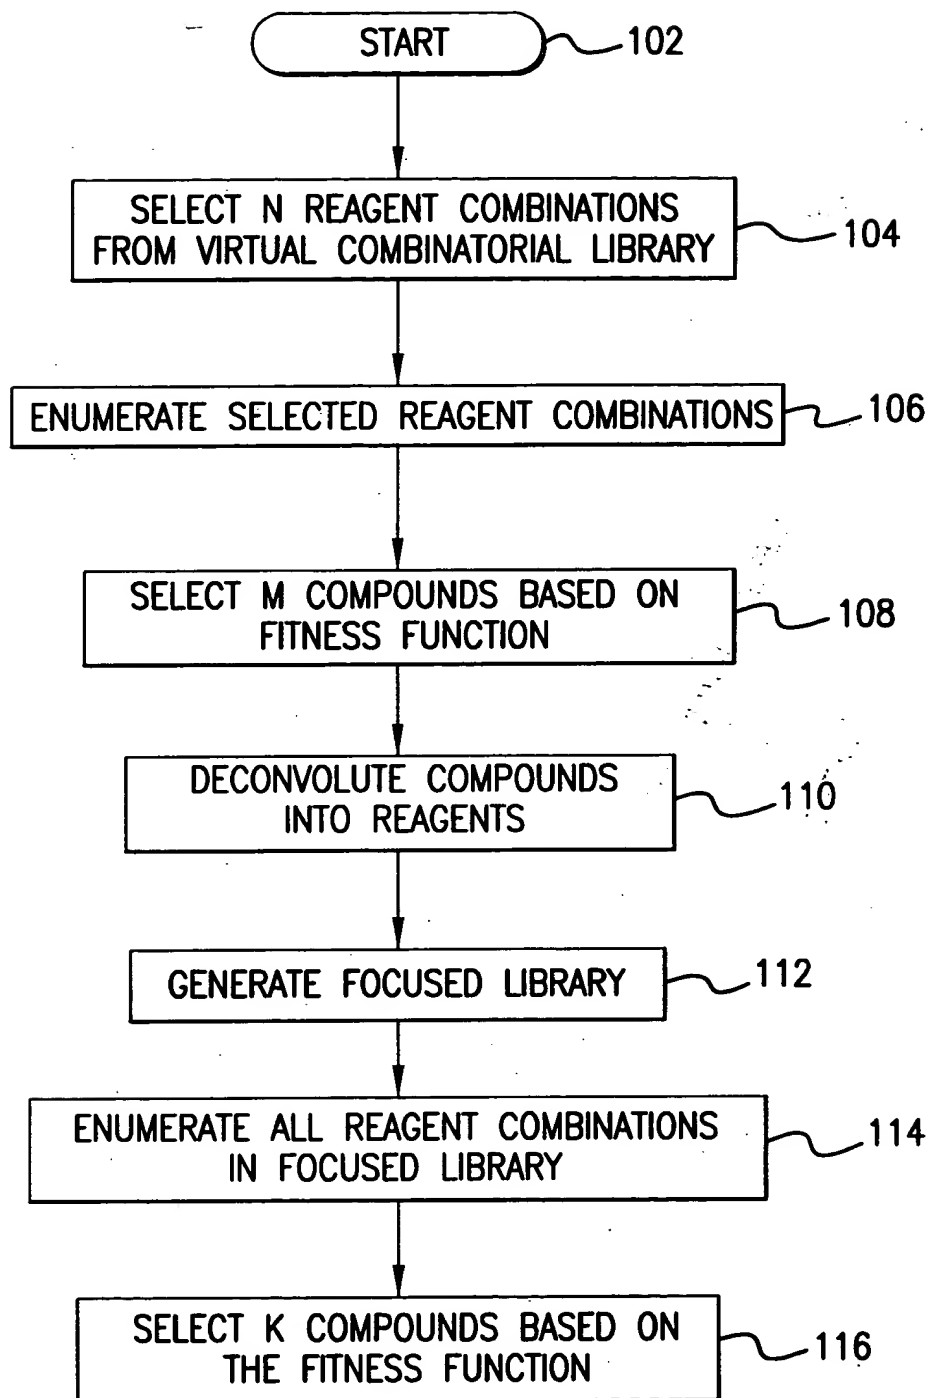 START
102
SELECT N REAGENT COMBINATIONS
FROM VIRTUAL COMBINATORIAL LIBRARY
104
ENUMERATE SELECTED REAGENT COMBINATIONS
106
SELECT M COMPOUNDS BASED ON
FITNESS FUNCTION
108
DECONVOLUTE COMPOUNDS
INTO REAGENTS
110
GENERATE FOCUSED LIBRARY
112
ENUMERATE ALL REAGENT COMBINATIONS
IN FOCUSED LIBRARY
114
SELECT K COMPOUNDS BASED ON
THE FITNESS FUNCTION
116